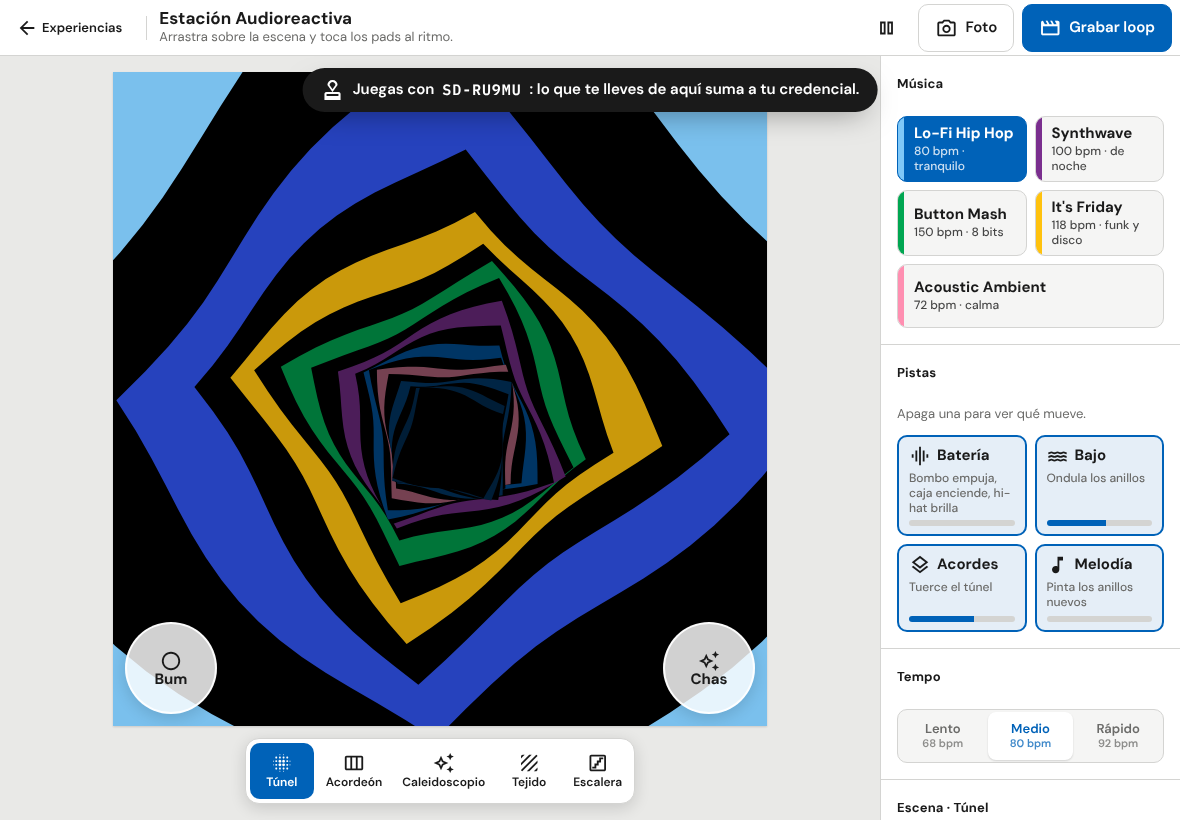 Experiencias
Estación Audioreactiva
Arrastra sobre la escena y toca los pads al ritmo.
Foto
Grabar loop
Juegas con SD-RU9MU : lo que te lleves de aquí suma a tu credencial.
Bum
Chas
Túnel
Acordeón
Caleidoscopio
Tejido
Escalera
Música
Lo-Fi Hip Hop
80 bpm ·
tranquilo
Synthwave
100 bpm · de
noche
Button Mash
150 bpm · 8 bits
It's Friday
118 bpm · funk y
disco
Acoustic Ambient
72 bpm · calma
Pistas
Apaga una para ver qué mueve.
Batería
Bombo empuja,
caja enciende, hi-
hat brilla
Bajo
Ondula los anillos
Acordes
Tuerce el túnel
Melodía
Pinta los anillos
nuevos
Tempo
Lento
68 bpm
Medio
80 bpm
Rápido
92 bpm
Escena · Túnel